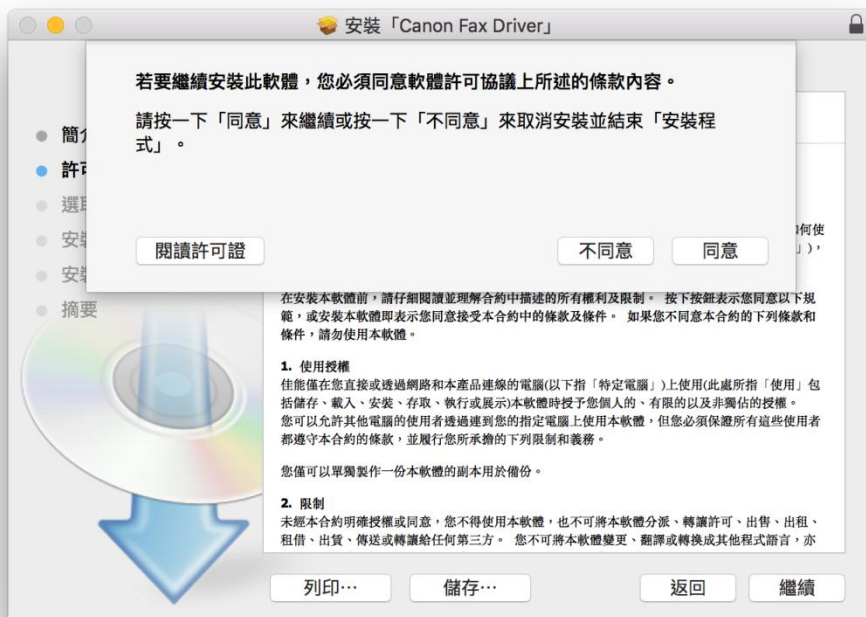 安裝「Canon Fax Driver」
若要繼續安裝此軟體，您必須同意軟體許可協議上所述的條款內容。
請按一下「同意」來繼續或按一下「不同意」來取消安裝並結束「安裝程
式」。
閱讀許可證
不同意
同意
簡
許
選
安
安
摘要
何使
」)，
在安裝本軟體前，請仔細閱讀並理解合約中描述的所有權利及限制。 按下按鈕表示您同意以下規
範，或安裝本軟體即表示您同意接受本合約中的條款及條件。 如果您不同意本合約的下列條款和
條件，請勿使用本軟體。
1. 使用授權
佳能僅在您直接或透過網路和本產品連線的電腦(以下指「特定電腦」)上使用(此處所指「使用」包
括儲存、載入、安裝、存取、執行或展示)本軟體時授予您個人的、有限的以及非獨佔的授權。
您可以允許其他電腦的使用者透過連到您的指定電腦上使用本軟體，但您必須保證所有這些使用者
都遵守本合約的條款，並履行您所承擔的下列限制和義務。
您僅可以單獨製作一份本軟體的副本用於備份。
2. 限制
未經本合約明確授權或同意，您不得使用本軟體，也不可將本軟體分派、轉讓許可、出售、出租、
租借、出賃、傳送或轉讓給任何第三方。 您不可將本軟體變更、翻譯或轉換成其他程式語言，亦
列印⋯
儲存⋯
返回
繼續